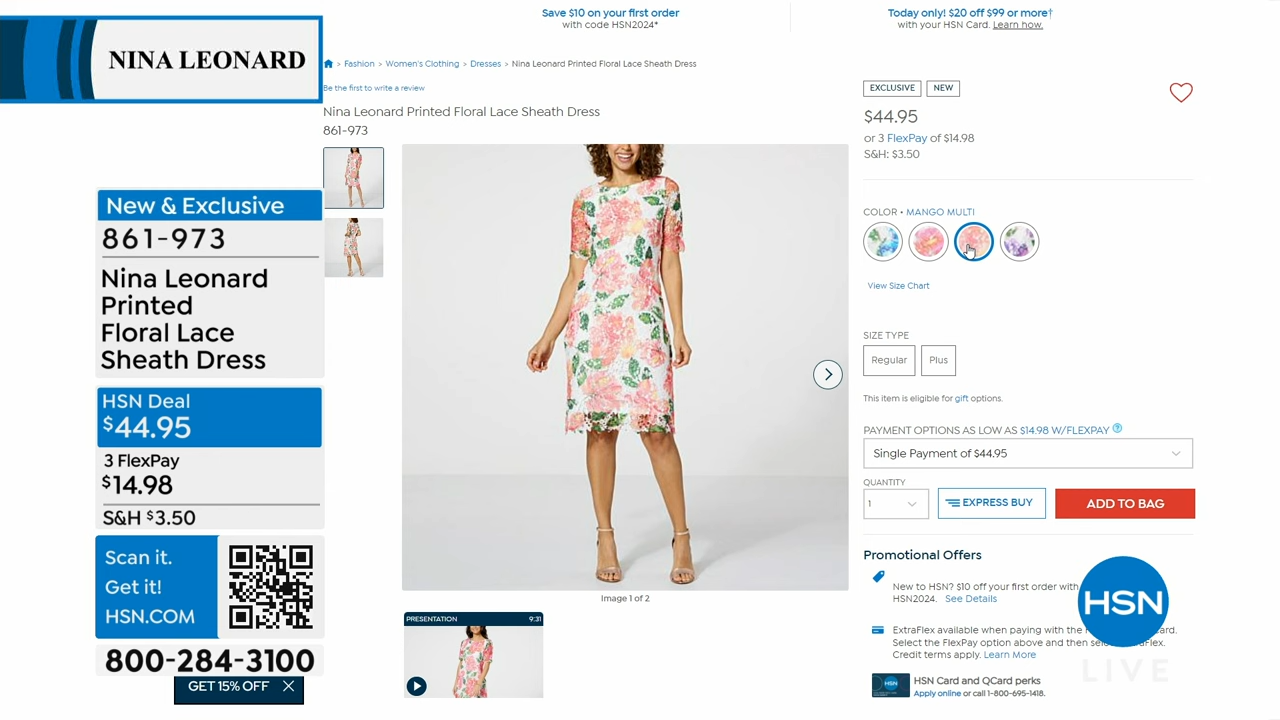 Save $10 on your first order
with code HSN2024*
Today only! $20 off $99 or more†
with your HSN Card. Learn how.
NINA LEONARD
> Fashion > Women's Clothing > Dresses > Nina Leonard Printed Floral Lace Sheath Dress
Be the first to write a review
Nina Leonard Printed Floral Lace Sheath Dress
861-973
New & Exclusive
861-973
Nina Leonard
Printed
Floral Lace
Sheath Dress
HSN Deal
$44.95
3 FlexPay
$14.98
S&H $3.50
Scan it.
Get it!
HSN.COM
800-284-3100
GET 15% OFF
Image 1 of 2
PRESENTATION 9:31
EXCLUSIVE NEW
$44.95
or 3 FlexPay of $14.98
S&H: $3.50
COLOR • MANGO MULTI
View Size Chart
SIZE TYPE
Regular Plus
This item is eligible for gift options.
PAYMENT OPTIONS AS LOW AS $14.98 W/FLEXPAY ?
Single Payment of $44.95
QUANTITY
1 EXPRESS BUY ADD TO BAG
Promotional Offers
New to HSN? $10 off your first order with
HSN2024. See Details
ExtraFlex available when paying with the
Select the FlexPay option above and then
Credit terms apply. Learn More
HSN Card and QCard perks
Apply online or call 1-800-695-1418.
HSN
LIVE